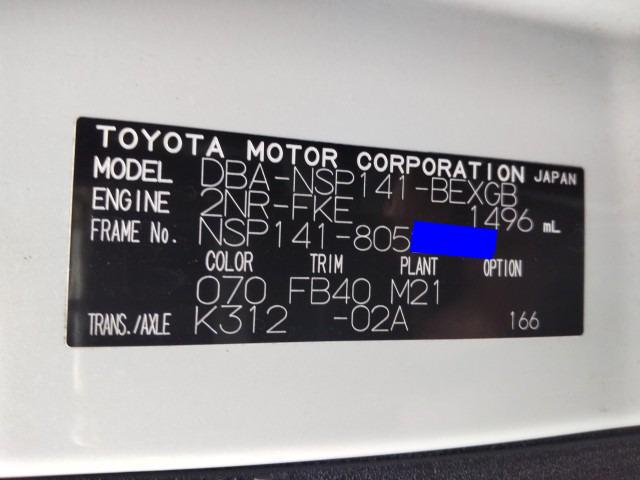 TOYOTA MOTOR CORPORATION JAPAN
MODEL DBA-NSP141-BEXGB
ENGINE 2NR-FKE 1496 mL
FRAME No. NSP141-805
COLOR TRIM PLANT OPTION
070 FB40 M21
TRANS./AXLE K312 -02A 166